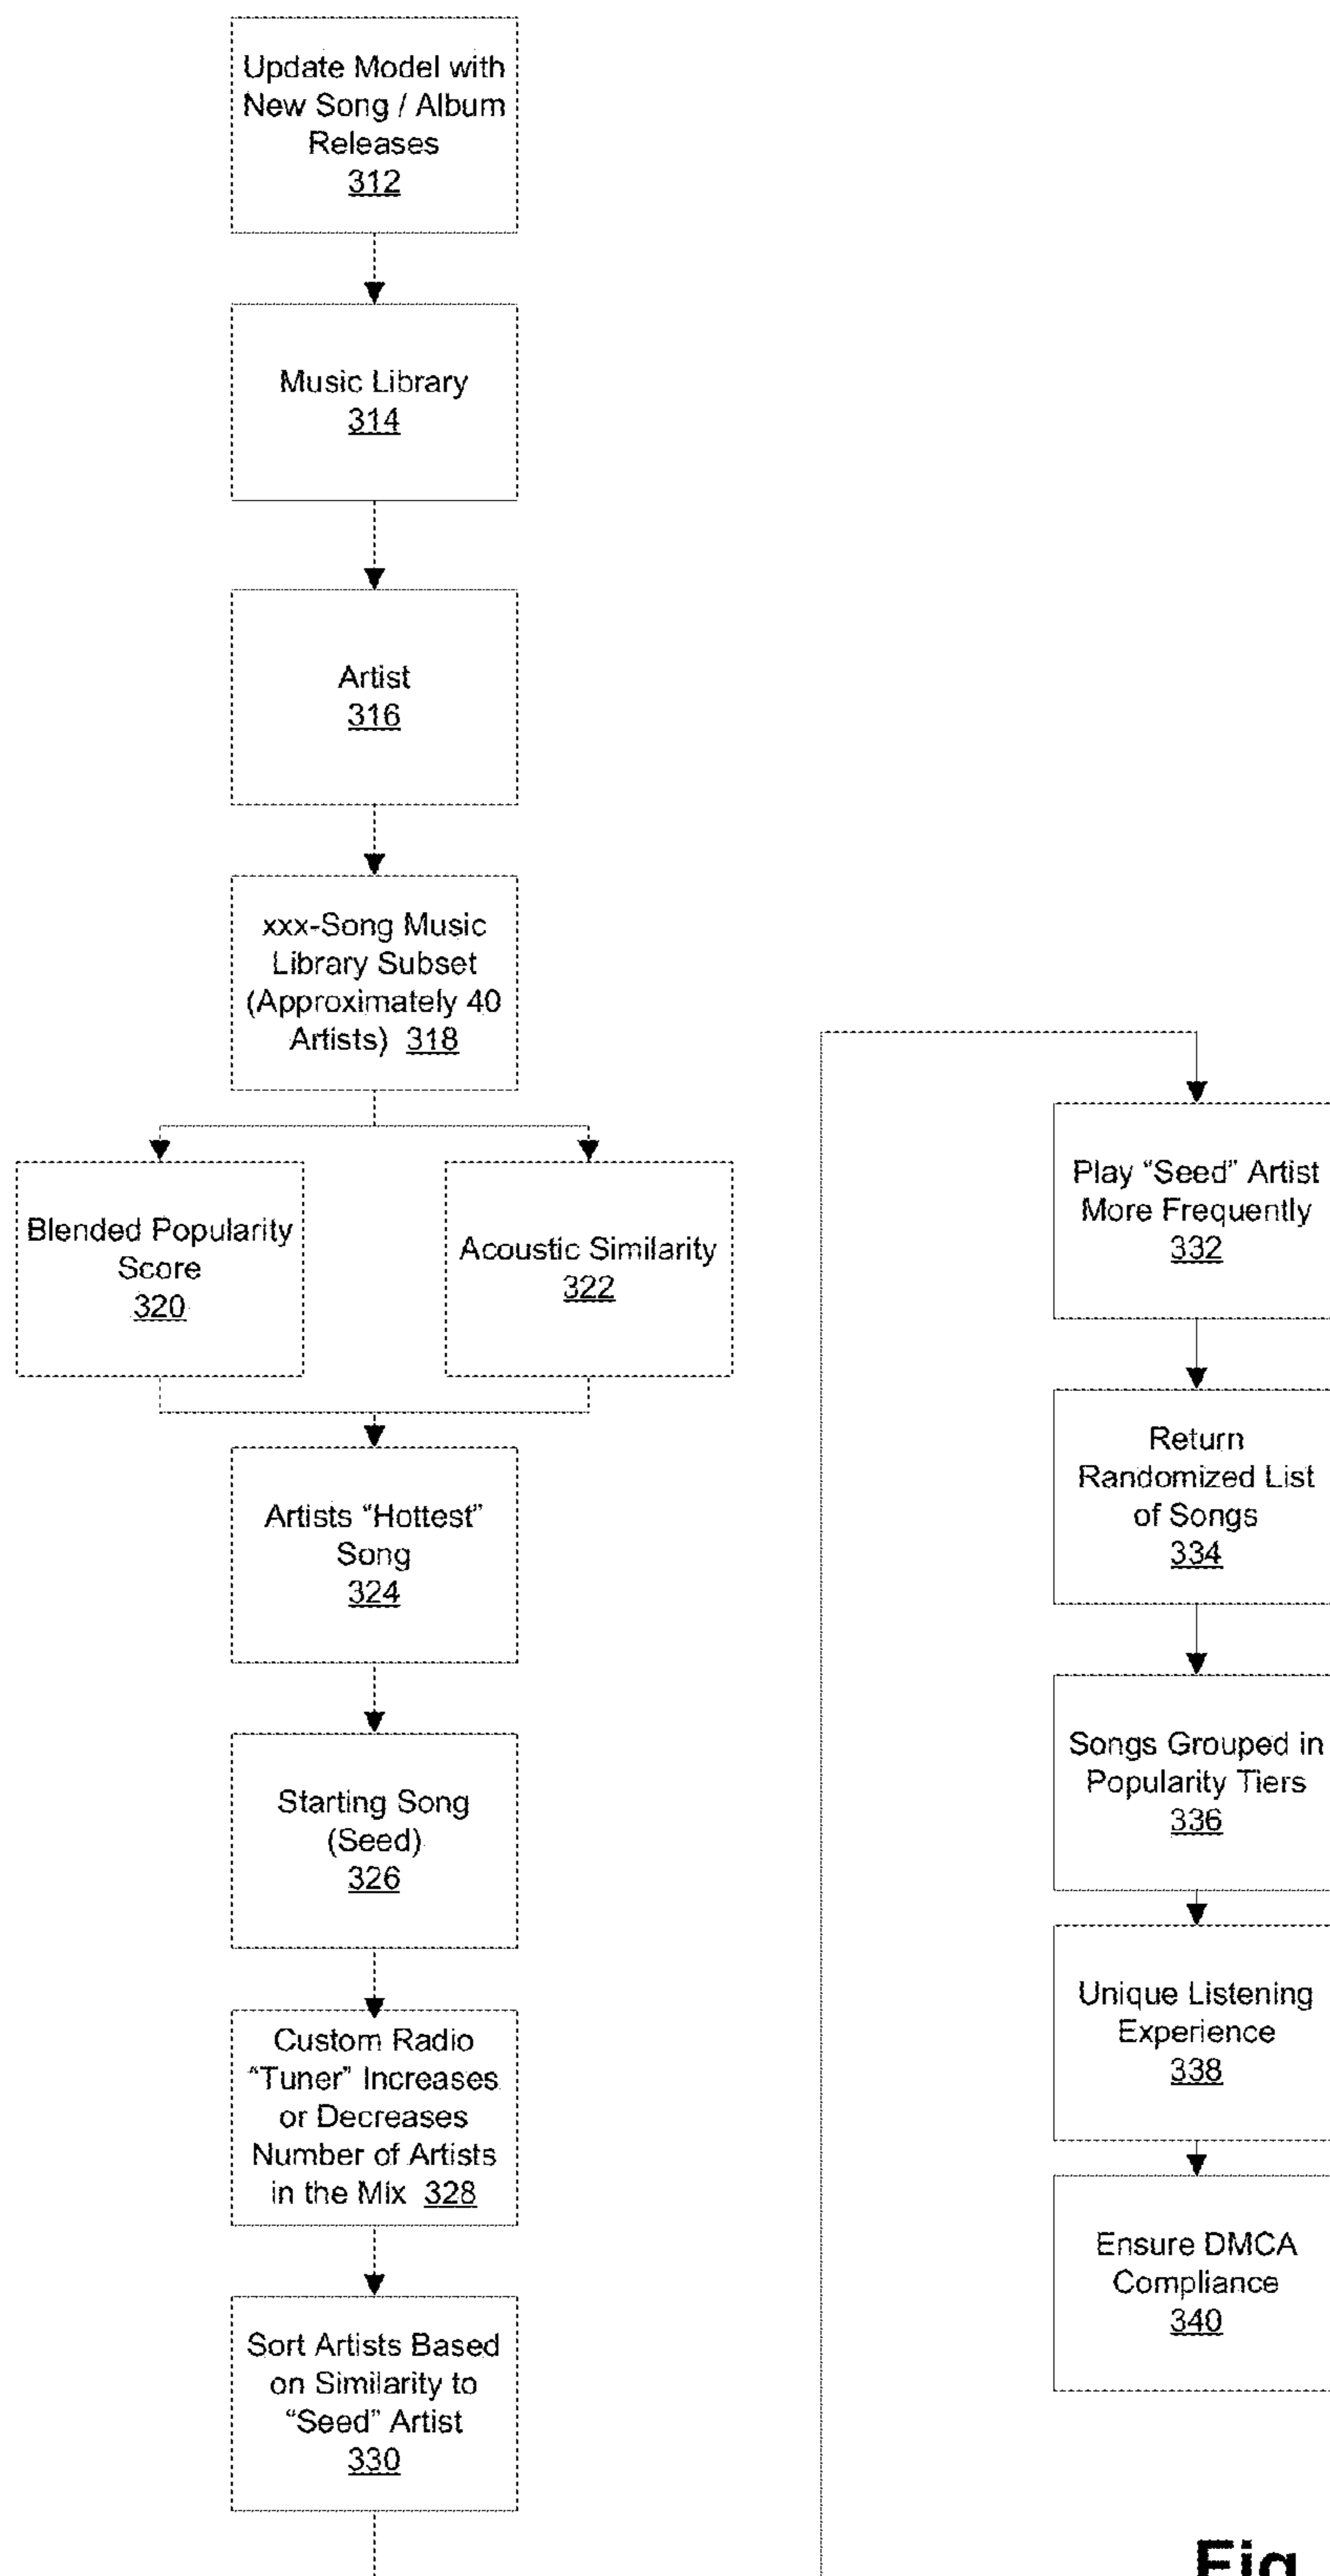 Update Model with
New Song / Album
Releases
312
Music Library
314
Artist
316
xxx-Song Music
Library Subset
(Approximately 40
Artists) 318
Blended Popularity
Score
320
Acoustic Similarity
322
Artists “Hottest”
Song
324
Starting Song
(Seed)
326
Custom Radio
“Tuner” Increases
or Decreases
Number of Artists
in the Mix 328
Sort Artists Based
on Similarity to
“Seed” Artist
330
Play “Seed” Artist
More Frequently
332
Return
Randomized List
of Songs
334
Songs Grouped in
Popularity Tiers
336
Unique Listening
Experience
338
Ensure DMCA
Compliance
340
Fig